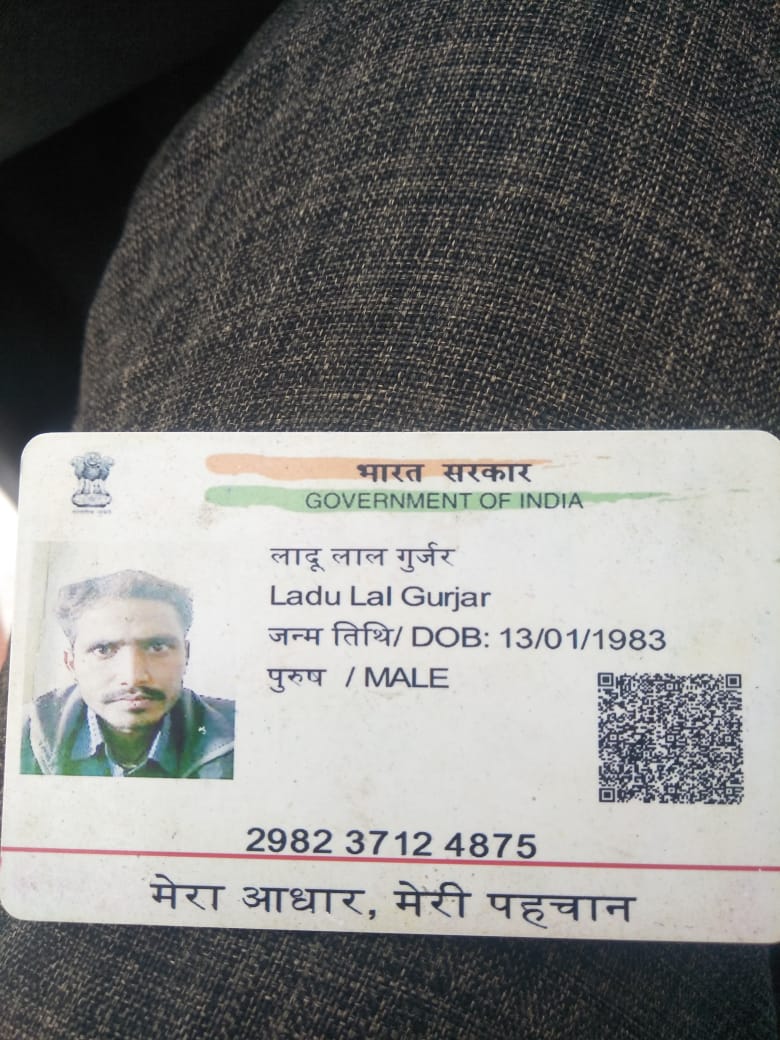 भारत सरकार
GOVERNMENT OF INDIA
लादू लाल गुर्जर
Ladu Lal Gurjar
जन्म तिथि/ DOB: 13/01/1983
पुरुष / MALE
2982 3712 4875
मेरा आधार, मेरी पहचान